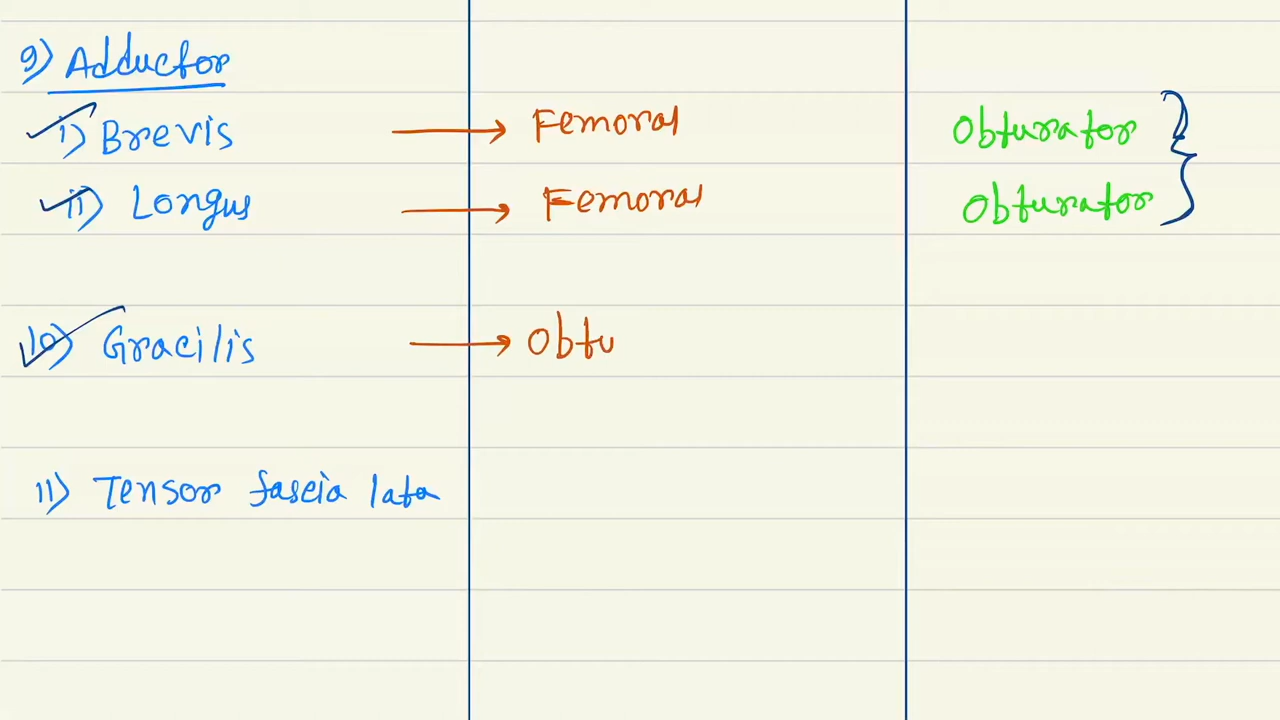 9) Adductor
i) Brevis → Femoral Obturator
ii) Longus → Femoral Obturator
10) Gracilis → Obtu
11) Tensor fascia lata